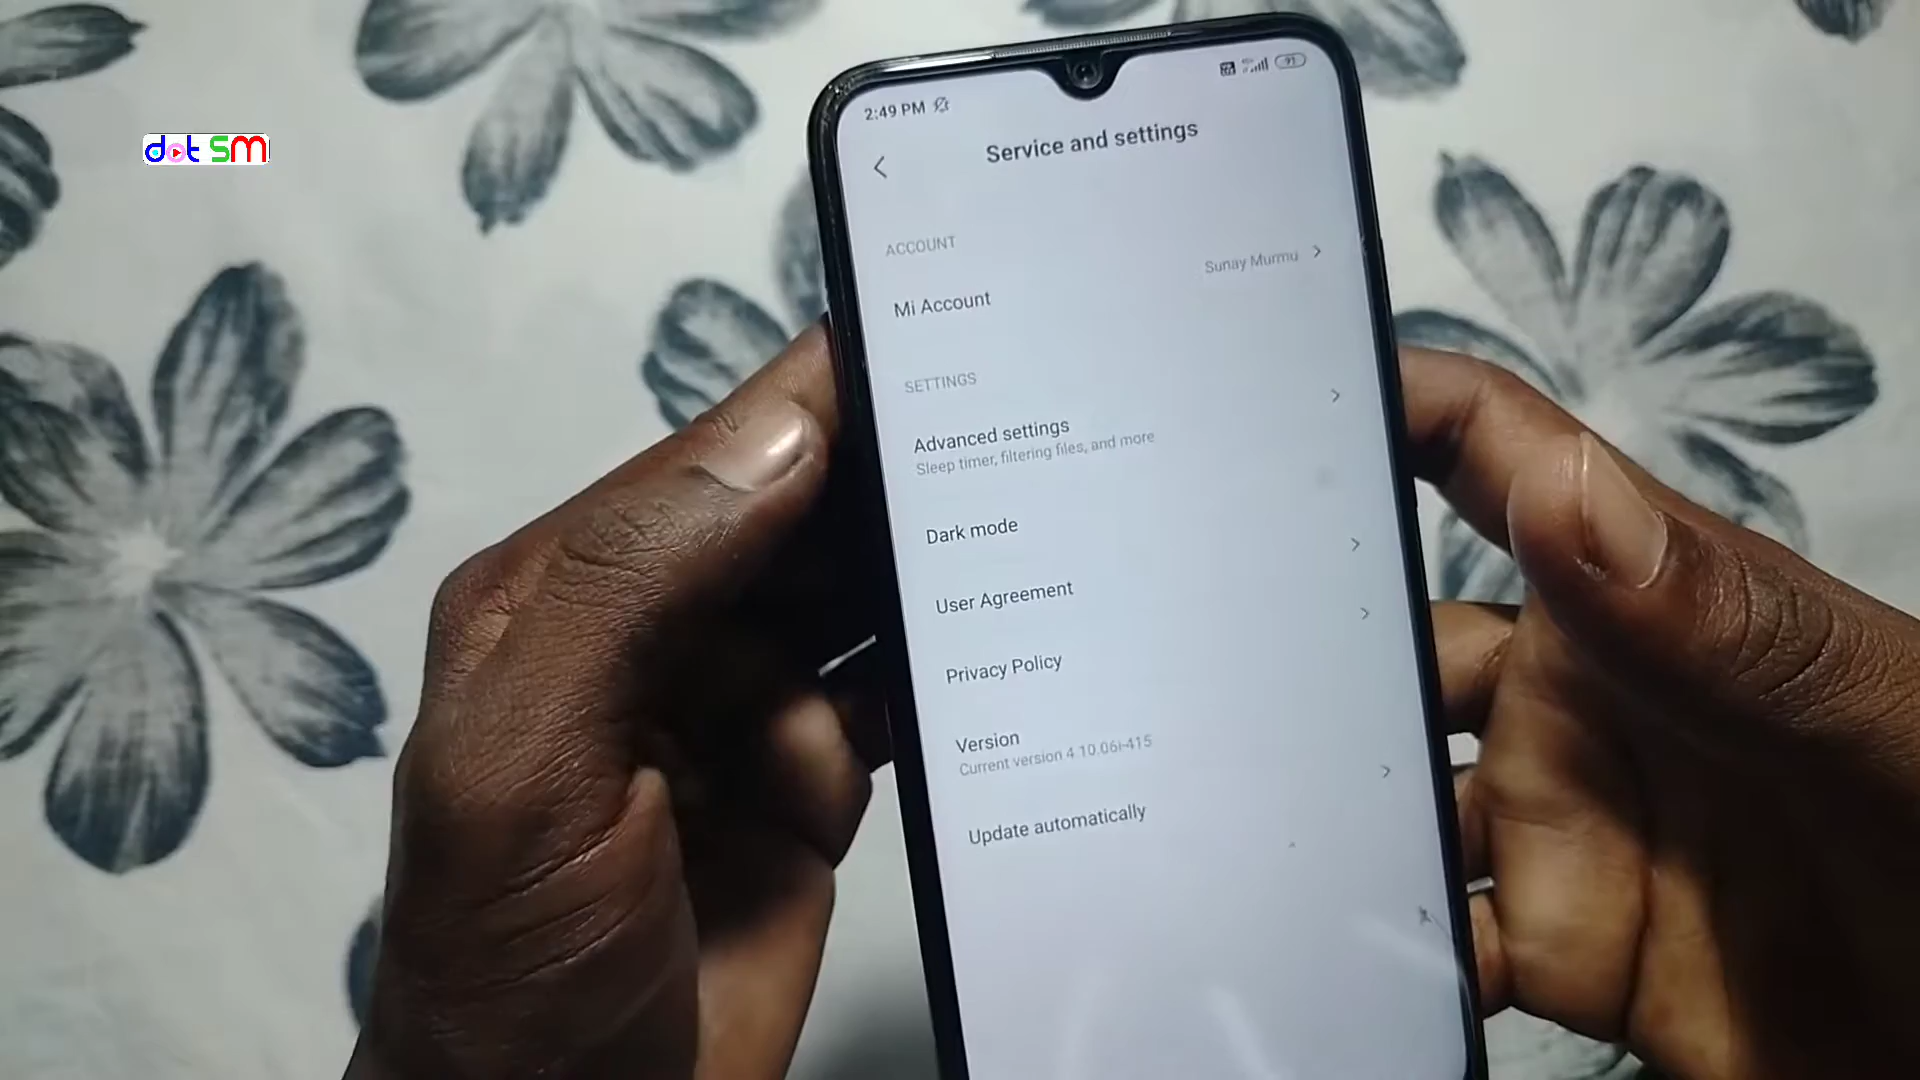 dot SM
2:49 PM
91
Service and settings
ACCOUNT
Mi Account
Sunay Murmu
SETTINGS
Advanced settings
Sleep timer, filtering files, and more
Dark mode
User Agreement
Privacy Policy
Version
Current version 4.10.06i-415
Update automatically